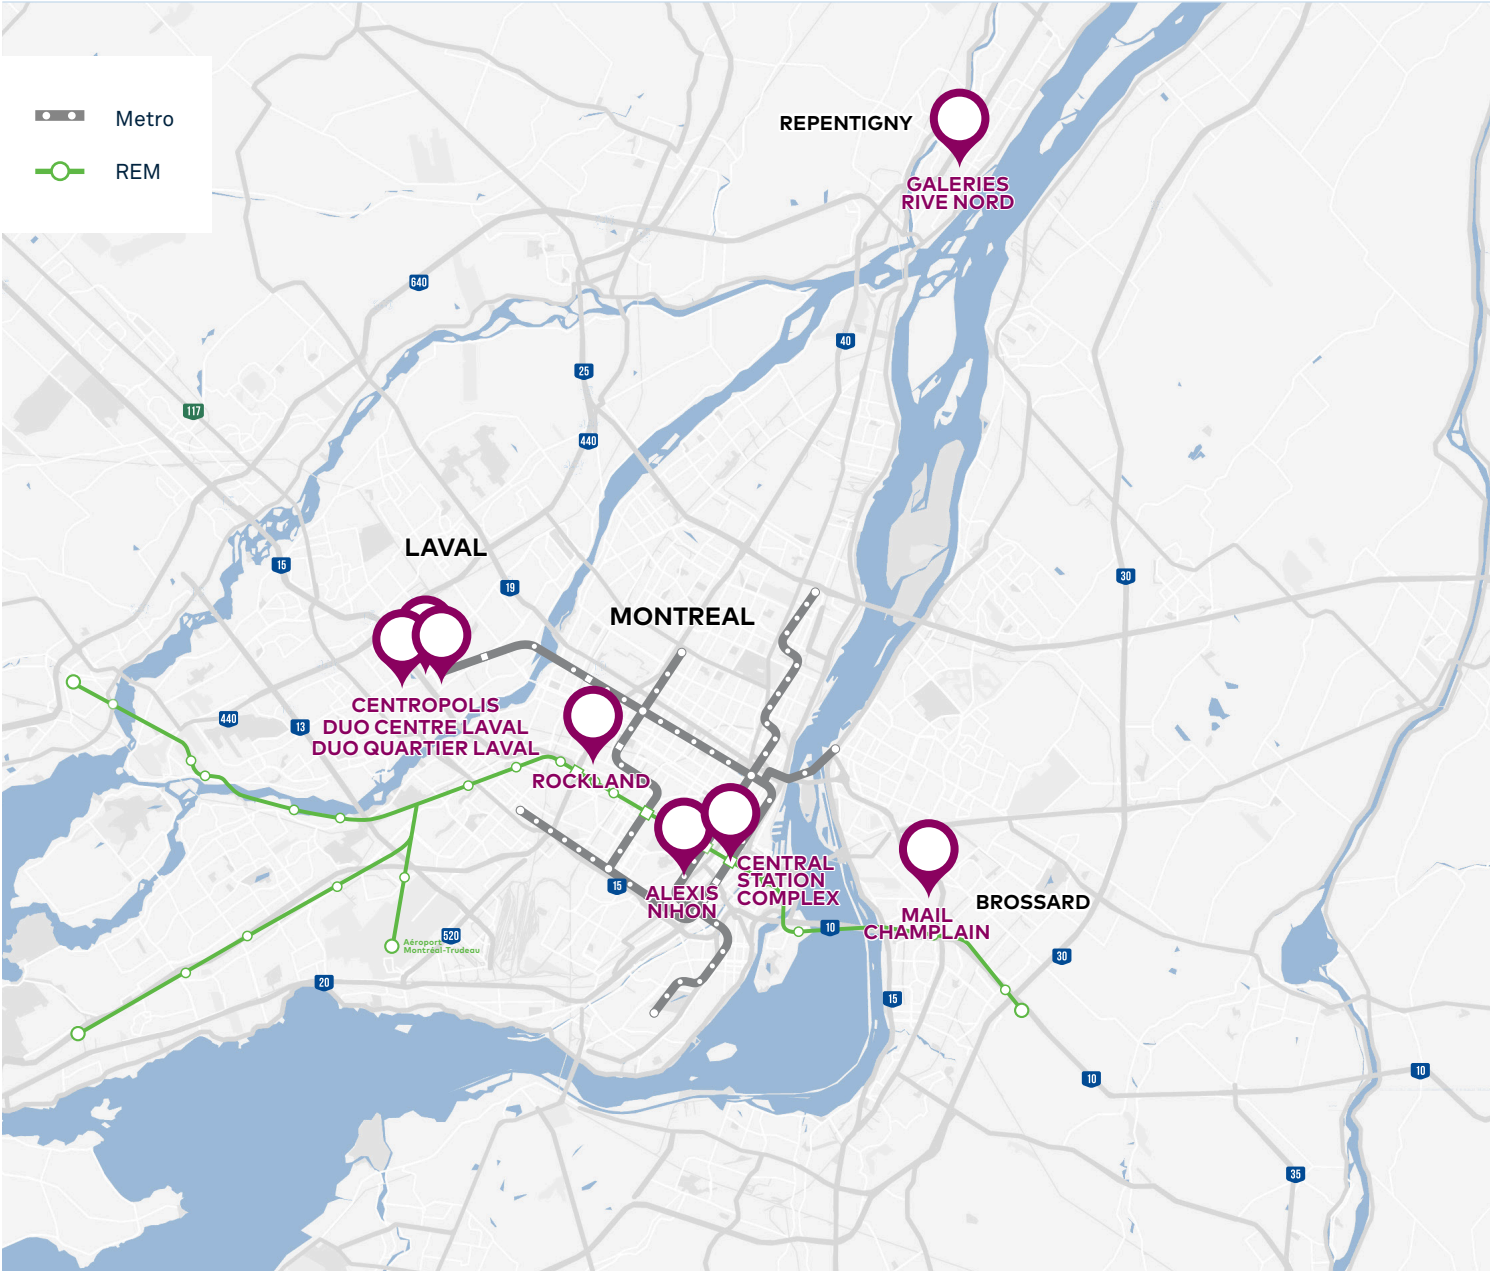 Metro
REM
REPENTIGNY
GALERIES
RIVE NORD
640
40
25
117
440
LAVAL
15
19
30
MONTREAL
CENTROPOLIS
DUO CENTRE LAVAL
DUO QUARTIER LAVAL
440
13
ROCKLAND
CENTRAL
STATION
COMPLEX
15
ALEXIS
NIHON
BROSSARD
MAIL
CHAMPLAIN
10
520
Aéroport
Montréal-Trudeau
30
20
15
10
10
35